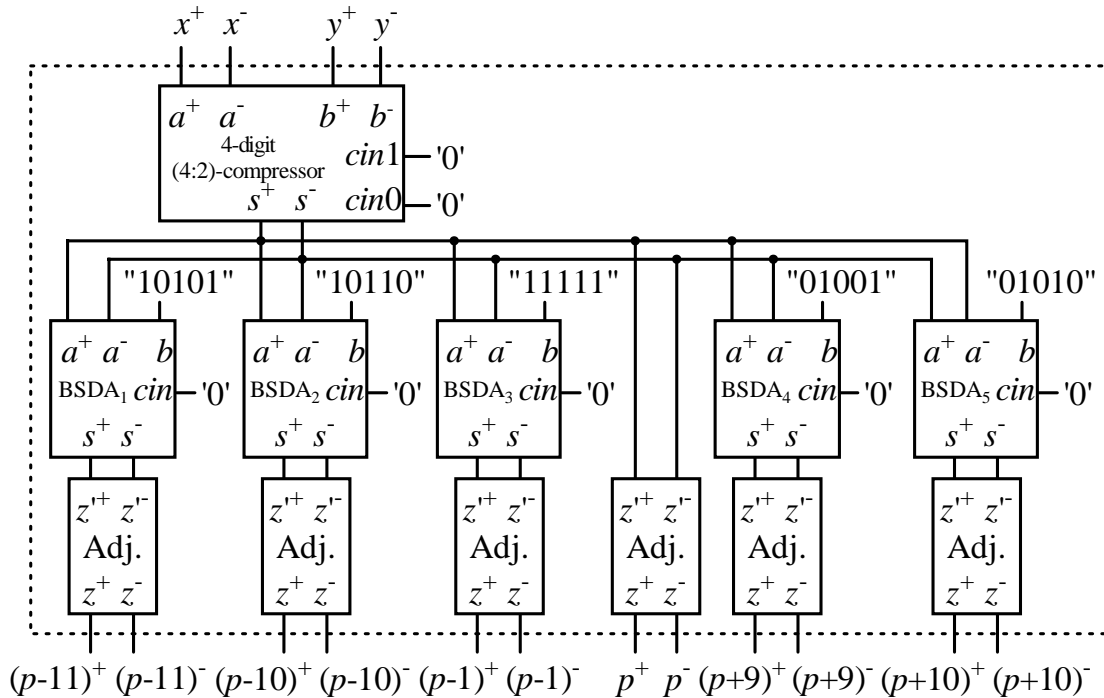 x⁺ x⁻ y⁺ y⁻
a⁺ a⁻ b⁺ b⁻
4-digit
(4:2)-compressor
cin1 '0'
cin0 '0'
s⁺ s⁻
"10101" "10110" "11111" "01001" "01010"
a⁺ a⁻ b a⁺ a⁻ b a⁺ a⁻ b a⁺ a⁻ b a⁺ a⁻ b
BSDA₁ cin '0' BSDA₂ cin '0' BSDA₃ cin '0' BSDA₄ cin '0' BSDA₅ cin '0'
s⁺ s⁻ s⁺ s⁻ s⁺ s⁻ s⁺ s⁻ s⁺ s⁻
z'⁺ z'⁻ z'⁺ z'⁻ z'⁺ z'⁻ z'⁺ z'⁻ z'⁺ z'⁻ z'⁺ z'⁻
Adj. Adj. Adj. Adj. Adj. Adj.
z⁺ z⁻ z⁺ z⁻ z⁺ z⁻ z⁺ z⁻ z⁺ z⁻ z⁺ z⁻
(p-11)⁺ (p-11)⁻ (p-10)⁺ (p-10)⁻ (p-1)⁺ (p-1)⁻ p⁺ p⁻ (p+9)⁺ (p+9)⁻ (p+10)⁺ (p+10)⁻